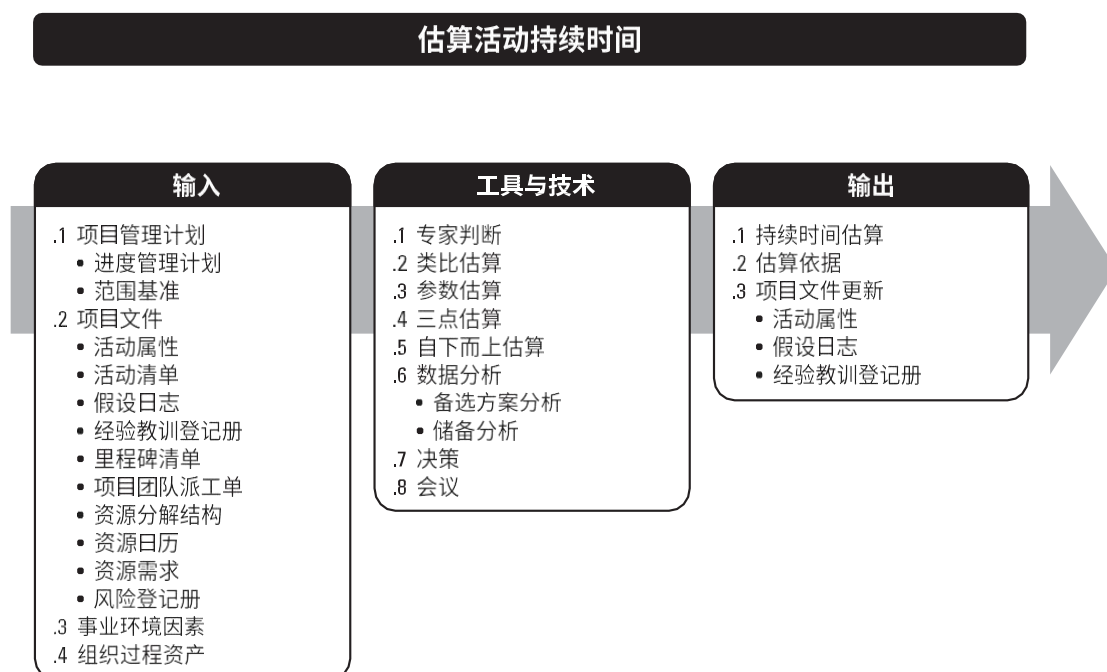 估算活动持续时间
输入
.1 项目管理计划
• 进度管理计划
• 范围基准
.2 项目文件
• 活动属性
• 活动清单
• 假设日志
• 经验教训登记册
• 里程碑清单
• 项目团队派工单
• 资源分解结构
• 资源日历
• 资源需求
• 风险登记册
.3 事业环境因素
.4 组织过程资产
工具与技术
.1 专家判断
.2 类比估算
.3 参数估算
.4 三点估算
.5 自下而上估算
.6 数据分析
• 备选方案分析
• 储备分析
.7 决策
.8 会议
输出
.1 持续时间估算
.2 估算依据
.3 项目文件更新
• 活动属性
• 假设日志
• 经验教训登记册